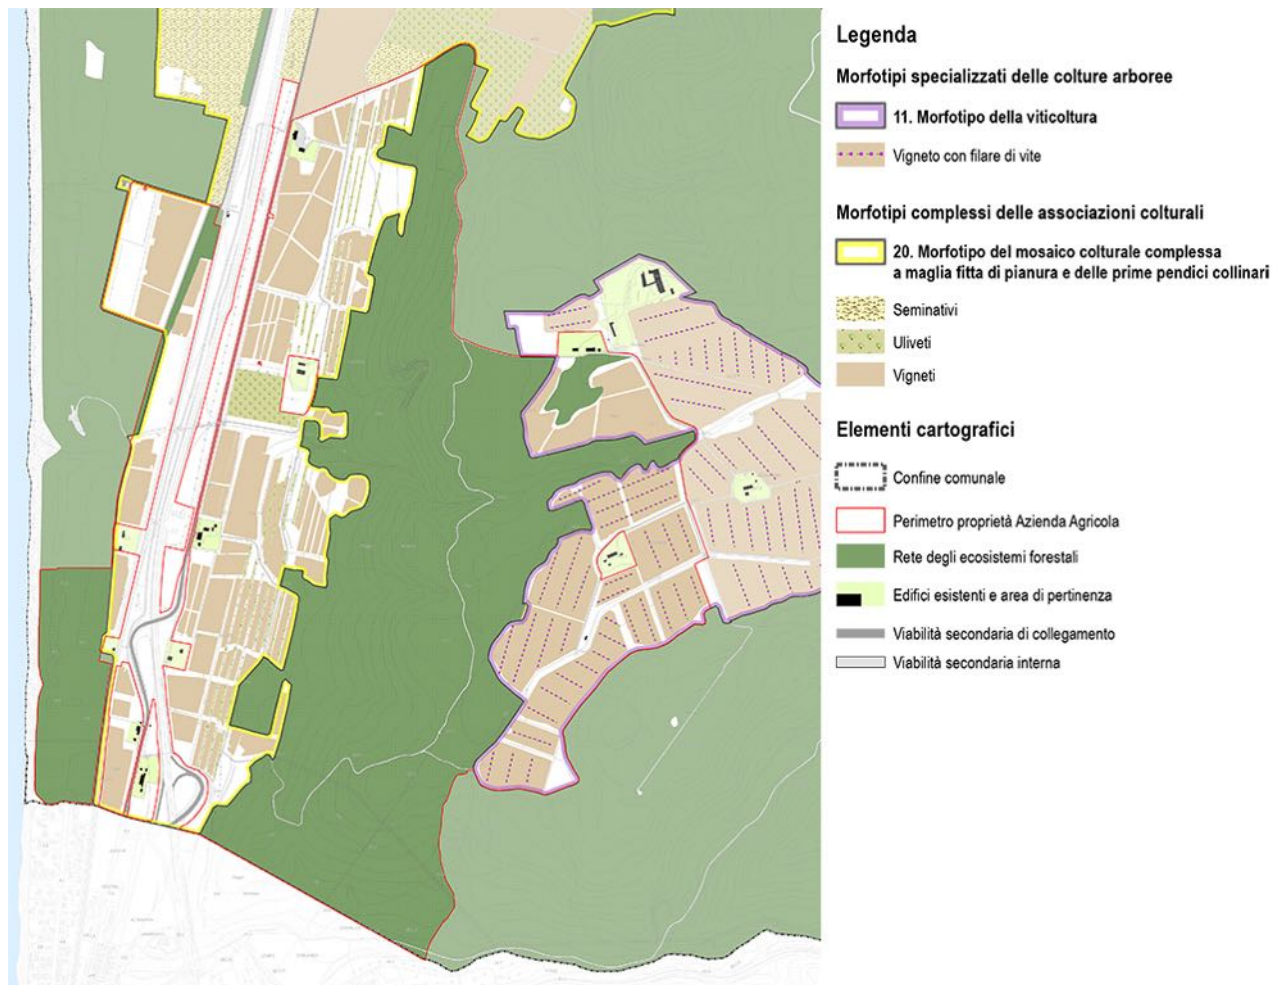 Legenda
Morfotipi specializzati delle colture arboree
11. Morfotipo della viticoltura
Vigneto con filare di vite
Morfotipi complessi delle associazioni colturali
20. Morfotipo del mosaico colturale complessa
a maglia fitta di pianura e delle prime pendici collinari
Seminativi
Uliveti
Vigneti
Elementi cartografici
Confine comunale
Perimetro proprietà Azienda Agricola
Rete degli ecosistemi forestali
Edifici esistenti e area di pertinenza
Viabilità secondaria di collegamento
Viabilità secondaria interna